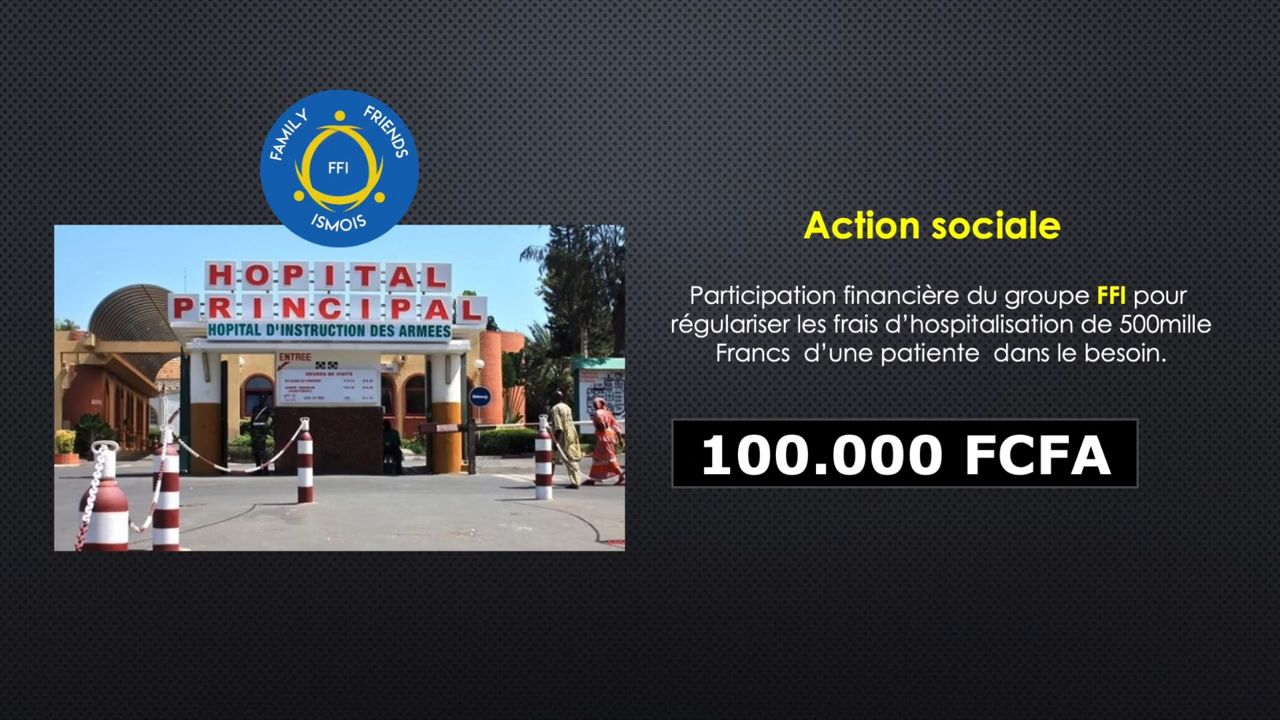 FAMILY
FRIENDS
FFI
ISMOIS
HOPITAL
PRINCIPAL
HOPITAL D'INSTRUCTION DES ARMEES
ENTREE
HEURES DE VISITE
Action sociale
Participation financière du groupe FFI pour
régulariser les frais d’hospitalisation de 500mille
Francs d’une patiente dans le besoin.
100.000 FCFA